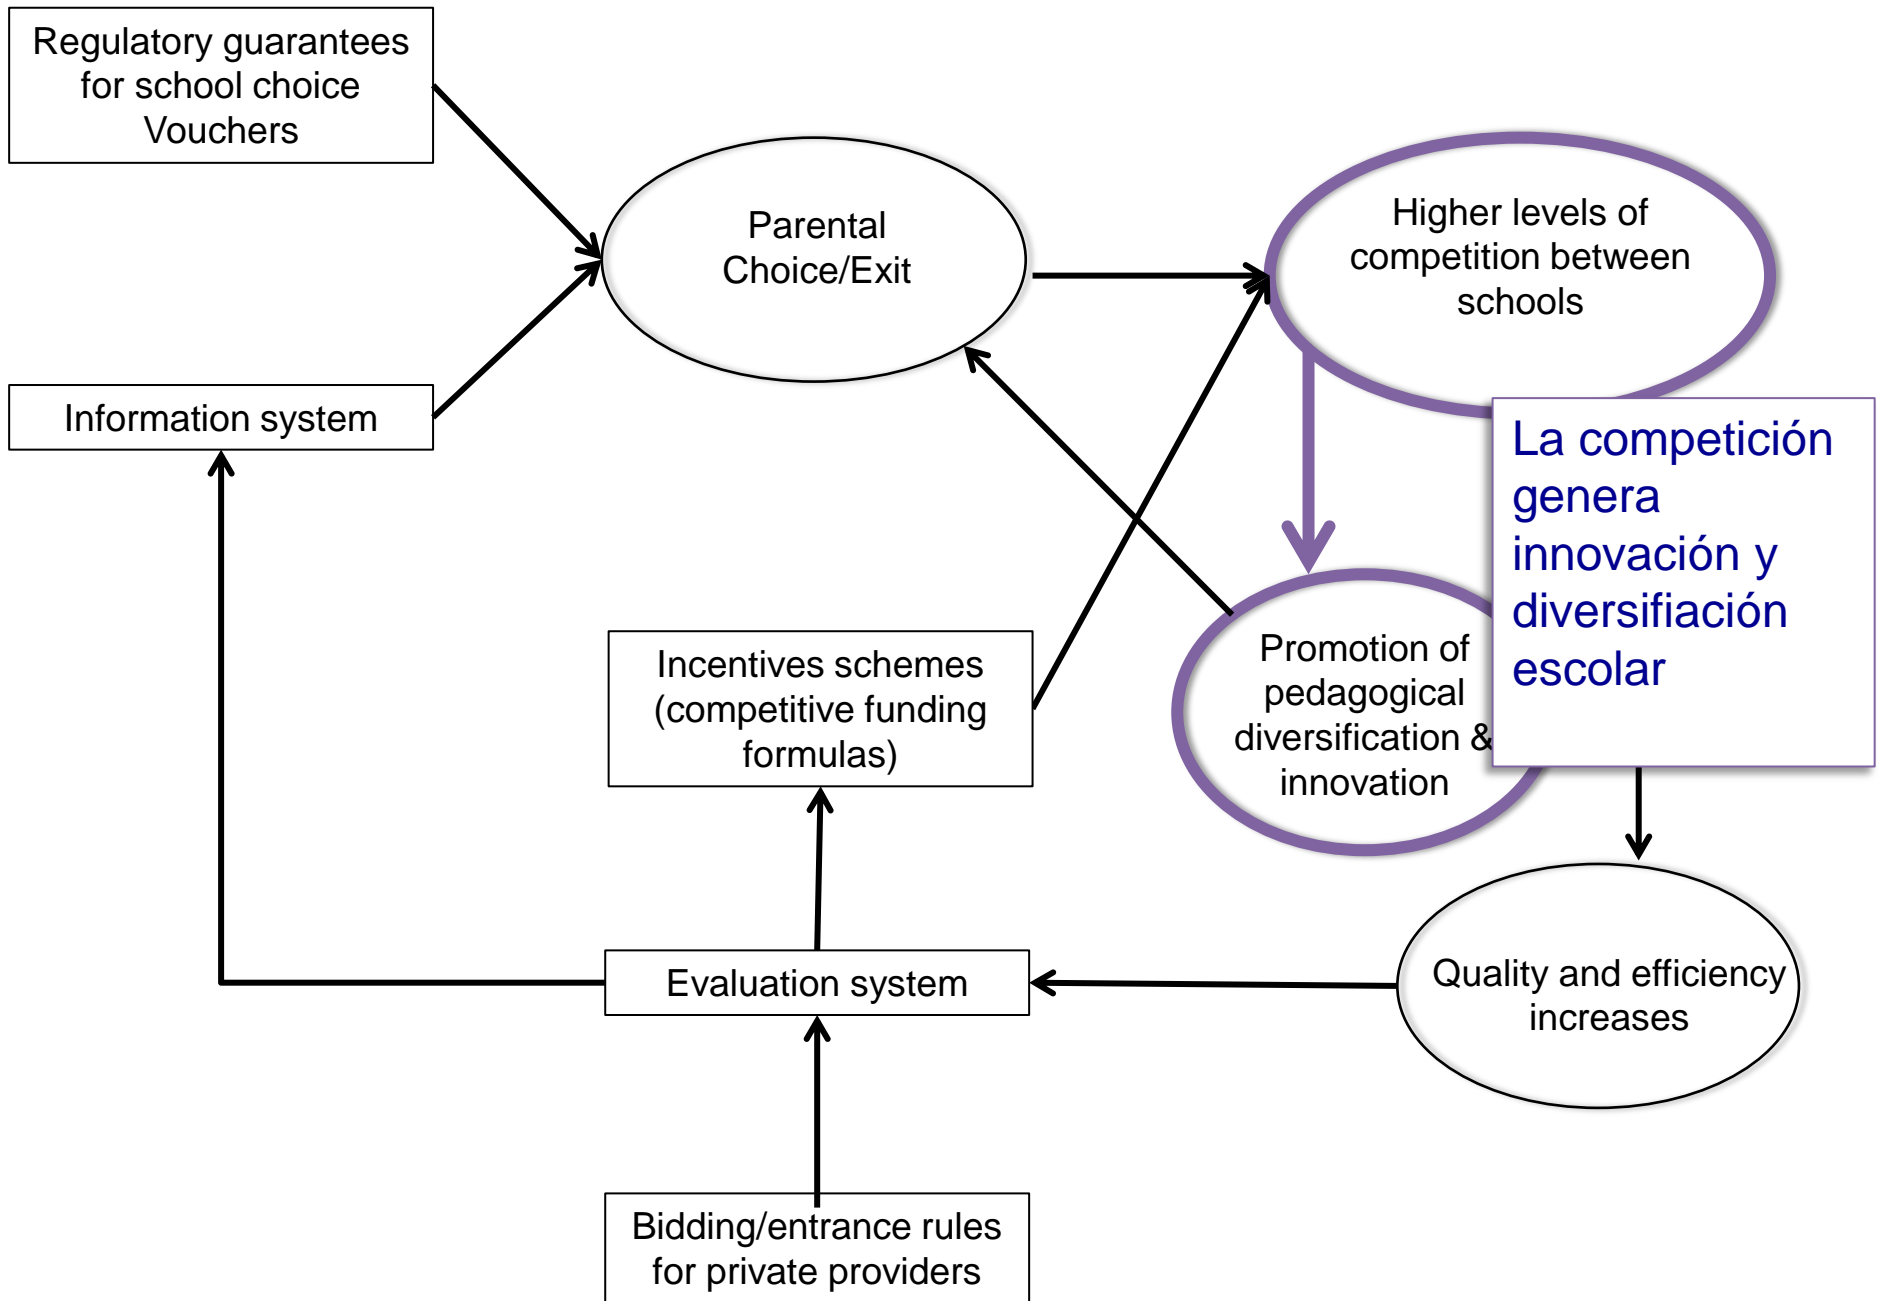 Regulatory guarantees
for school choice
Vouchers
Parental
Choice/Exit
Higher levels of
competition between
schools
Information system
La competición
genera
innovación y
diversifiación
escolar
Incentives schemes
(competitive funding
formulas)
Promotion of
pedagogical
diversification &
innovation
Evaluation system
Quality and efficiency
increases
Bidding/entrance rules
for private providers